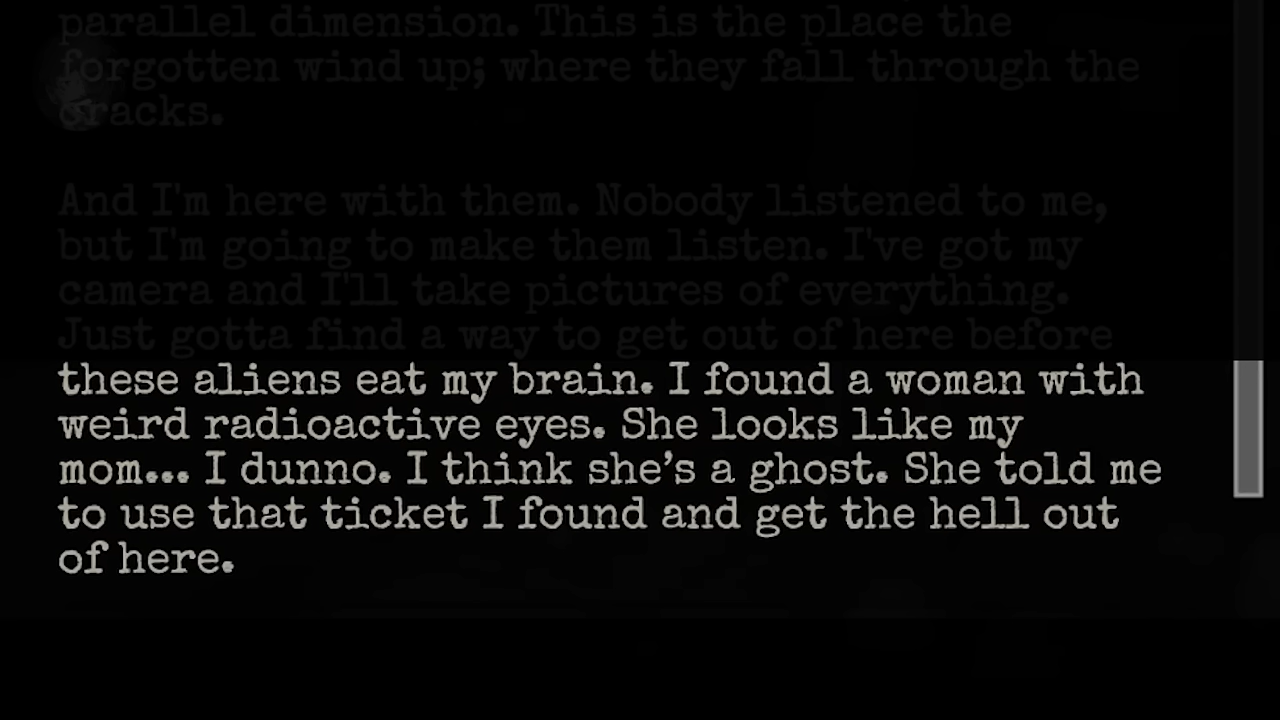 parallel dimension. This is the place the
forgotten wind up; where they fall through the
cracks.
And I'm here with them. Nobody listened to me,
but I'm going to make them listen. I've got my
camera and I'll take pictures of everything.
Just gotta find a way to get out of here before
these aliens eat my brain. I found a woman with
weird radioactive eyes. She looks like my
mom... I dunno. I think she’s a ghost. She told me
to use that ticket I found and get the hell out
of here.